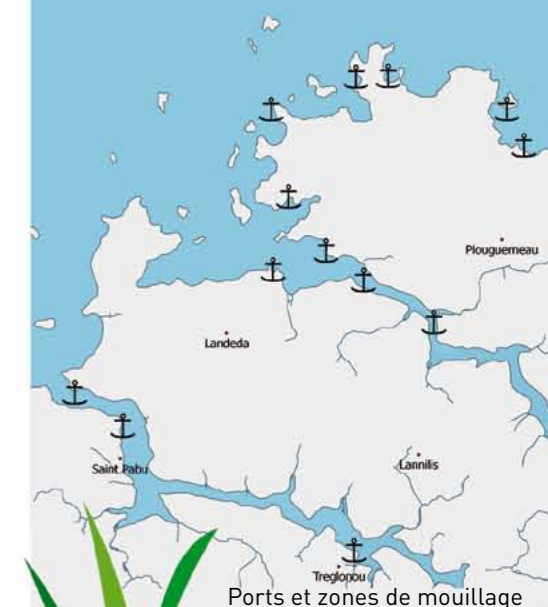 Plouguerneau
Landeda
Saint Pabu
Lannilis
Treglonou
Ports et zones de mouillage